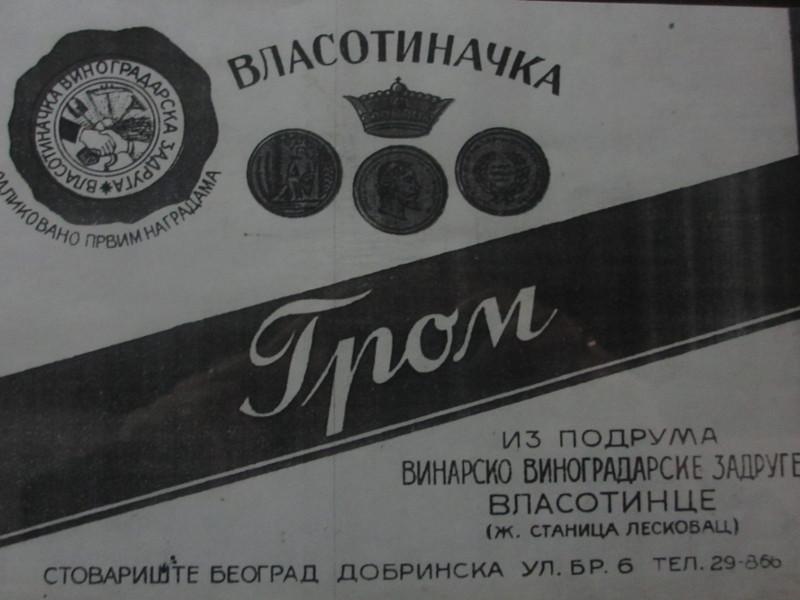 ВЛАСОТИНАЧКА ВИНОГРАДАРСКА ЗАДРУГА
ОДЛИКОВАНО ПРВИМ НАГРАДАМА
ВЛАСОТИНАЧКА
Гром
ИЗ ПОДРУМА
ВИНАРСКО ВИНОГРАДАРСКЕ ЗАДРУГЕ
ВЛАСОТИНЦЕ
(Ж. СТАНИЦА ЛЕСКОВАЦ)
СТОВАРИШТЕ БЕОГРАД ДОБРИНСКА УЛ. БР. 6 ТЕЛ. 29-866